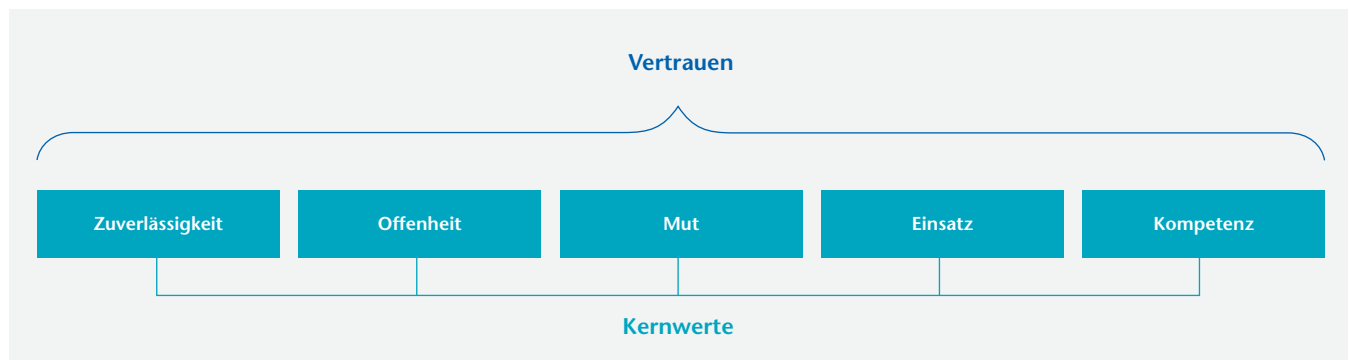 Vertrauen
Zuverlässigkeit
Offenheit
Mut
Einsatz
Kompetenz
Kernwerte